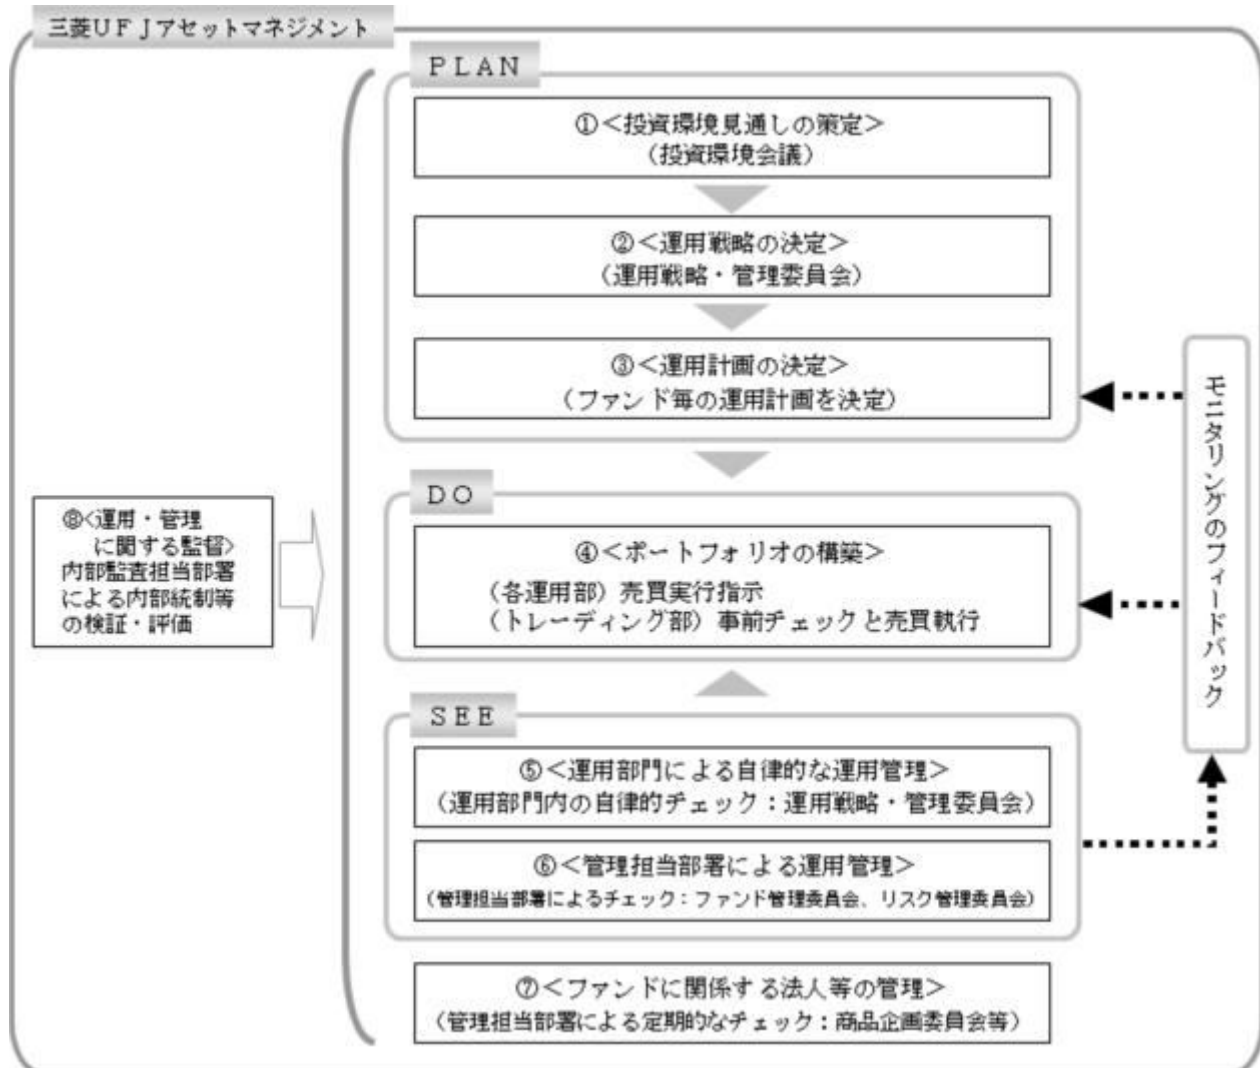 三菱ＵＦＪアセットマネジメント
ＰＬＡＮ
①＜投資環境見通しの策定＞
（投資環境会議）
②＜運用戦略の決定＞
（運用戦略・管理委員会）
③＜運用計画の決定＞
（ファンド毎の運用計画を決定）
ＤＯ
④＜ポートフォリオの構築＞
（各運用部）売買実行指示
（トレーディング部）事前チェックと売買執行
ＳＥＥ
⑤＜運用部門による自律的な運用管理＞
（運用部門内の自律的チェック：運用戦略・管理委員会）
⑥＜管理担当部署による運用管理＞
（管理担当部署によるチェック：ファンド管理委員会、リスク管理委員会）
⑦＜ファンドに関係する法人等の管理＞
（管理担当部署による定期的なチェック：商品企画委員会等）
⑧<運用・管理
に関する監督>
内部監査担当部署
による内部統制等
の検証・評価
モニタリングのフィードバック